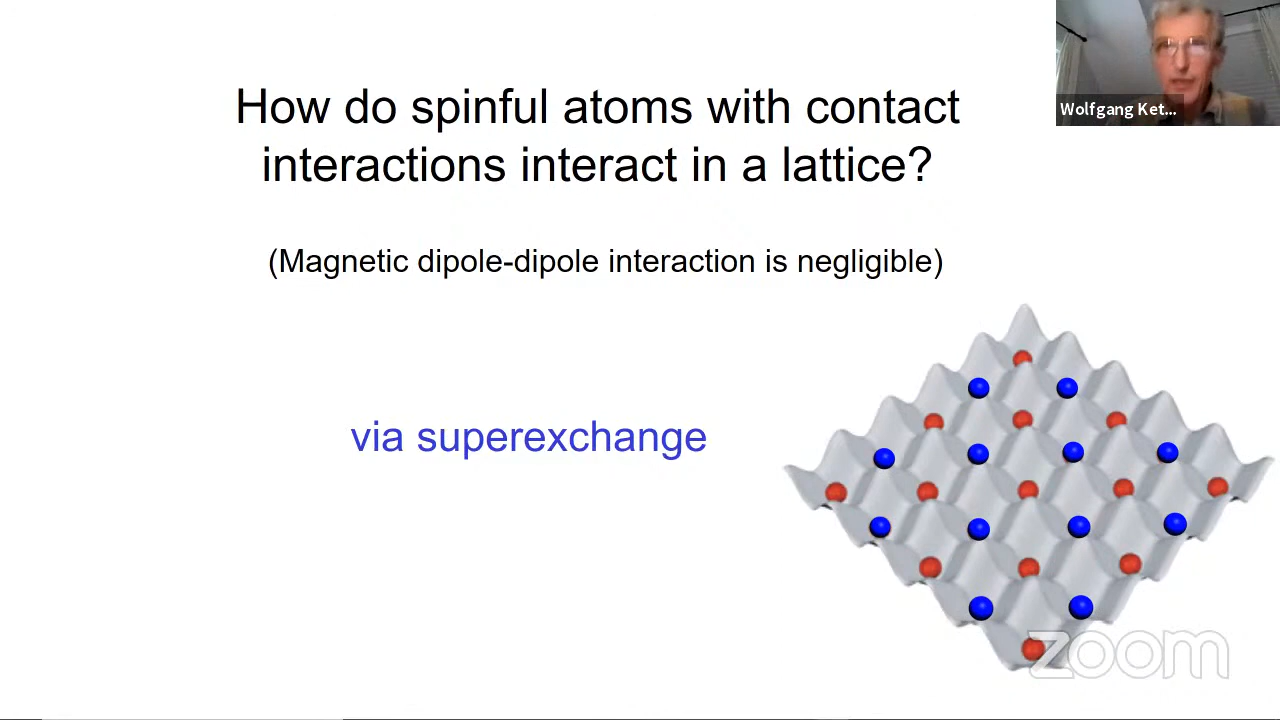 How do spinful atoms with contact
interactions interact in a lattice?
(Magnetic dipole-dipole interaction is negligible)
via superexchange
Wolfgang Ket...
zoom